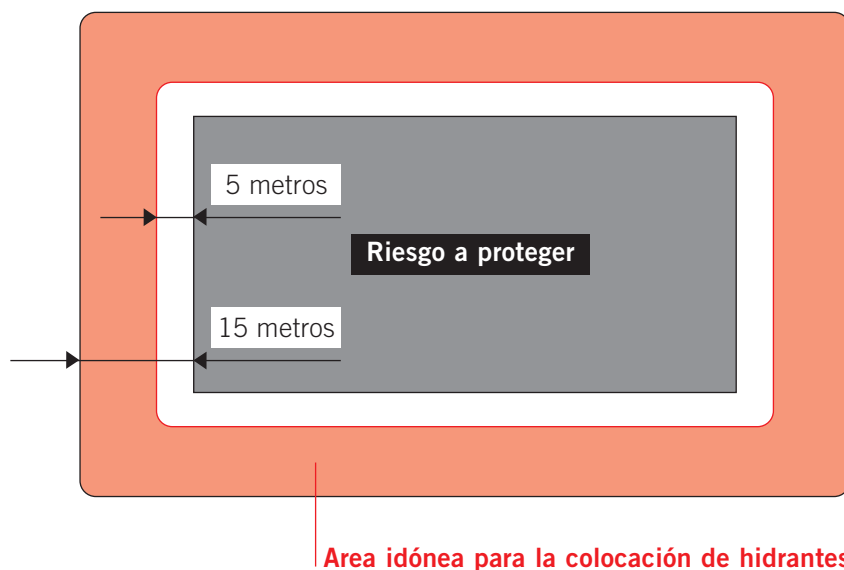 5 metros
Riesgo a proteger
15 metros
Area idónea para la colocación de hidrantes